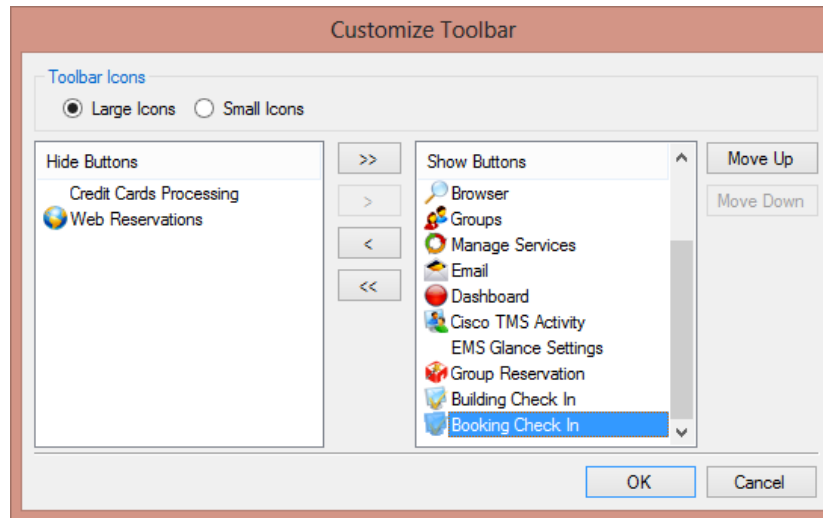 Customize Toolbar
Toolbar Icons
Large Icons
Small Icons
Hide Buttons
Credit Cards Processing
Web Reservations
>>
>
<
<<
Show Buttons
Browser
Groups
Manage Services
Email
Dashboard
Cisco TMS Activity
EMS Glance Settings
Group Reservation
Building Check In
Booking Check In
Move Up
Move Down
OK
Cancel